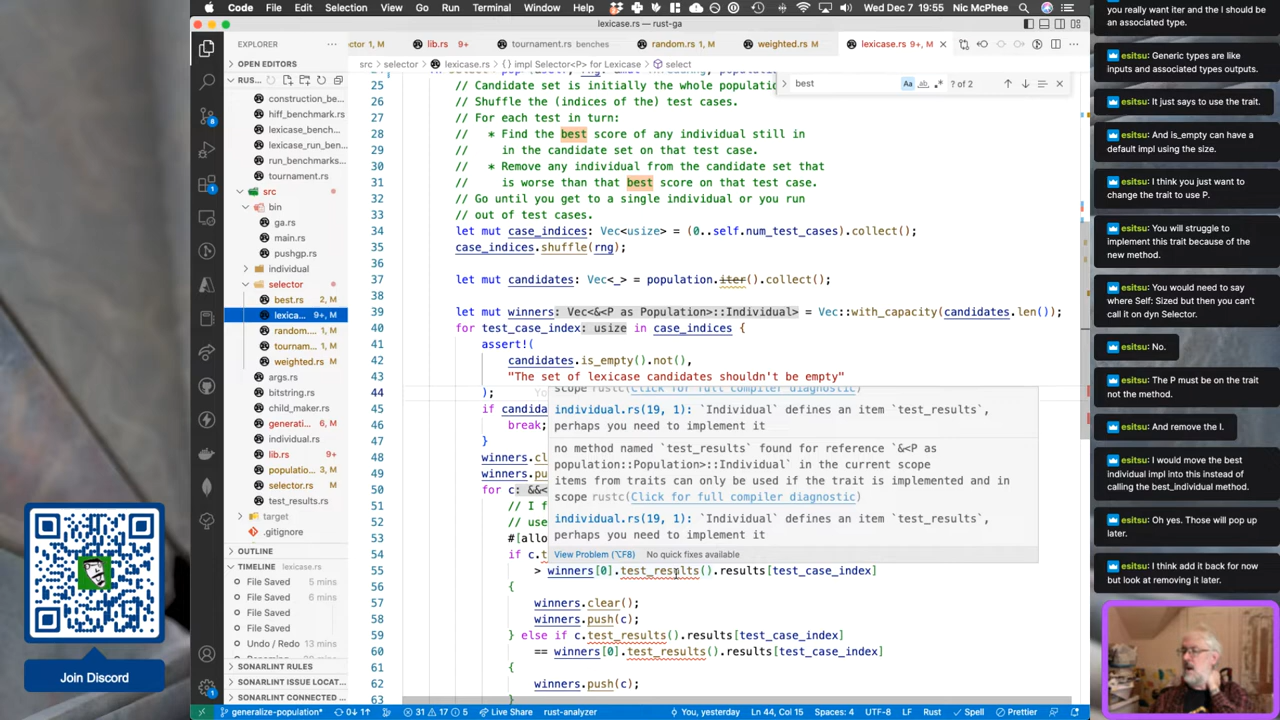 Code File Edit Selection View Go Run Terminal Window Help
Wed Dec 7 19:55 Nic McPhee
lexicase.rs — rust-ga
EXPLORER
OPEN EDITORS
RUS...
construction_be...
hiff_benchmark.rs
lexicase_bench...
lexicase_run_ben...
run_benchmarks...
tournament.rs
src
bin
ga.rs
main.rs
pushgp.rs
individual
selector
best.rs 2, M
lexica... 9+, M
random.... 1, M
tournam... 1, M
weighted.rs M
args.rs
bitstring.rs
child_maker.rs
generati... 6, M
individual.rs
lib.rs 9+
populatio... 3, M
selector.rs M
test_results.rs
target
.gitignore
OUTLINE
TIMELINE lexicase.rs
File Saved 5 mins
File Saved 6 mins
File Saved
File Saved
Undo / Redo 13 mins
SONARLINT RULES
SONARLINT ISSUE LOCAT...
SONARLINT CONNECTED ...
ctor 1, M lib.rs 9+ tournament.rs benches random.rs 1, M weighted.rs M lexicase.rs 9+, M
src > selector > lexicase.rs > {} impl Selector<P> for Lexicase > select
best ? of 2
25 // Candidate set is initially the whole populat
26 // Shuffle the (indices of the) test cases.
27 // For each test in turn:
28 // * Find the best score of any individual still in
29 // in the candidate set on that test case.
30 // * Remove any individual from the candidate set that
31 // is worse than that best score on that test case.
32 // Go until you get to a single individual or you run
33 // out of test cases.
34 let mut case_indices: Vec<usize> = (0..self.num_test_cases).collect();
35 case_indices.shuffle(rng);
36
37 let mut candidates: Vec<_> = population.iter().collect();
38
39 let mut winners: Vec<&<P as Population>::Individual> = Vec::with_capacity(candidates.len());
40 for test_case_index: usize in case_indices {
41 assert!(
42 candidates.is_empty().not(),
43 "The set of lexicase candidates shouldn't be empty"
44 );
45 if candida
46 break;
47 }
48 winners.cl
49 winners.pu
50 for c: &&<
51 // I f
52 // use
53 #[allo
54 if c.t
55 > winners[0].test_results().results[test_case_index]
56 {
57 winners.clear();
58 winners.push(c);
59 } else if c.test_results().results[test_case_index]
60 == winners[0].test_results().results[test_case_index]
61 {
62 winners.push(c);
63 }
scope rustc(Click for full compiler diagnostic)
individual.rs(19, 1): `Individual` defines an item `test_results`,
perhaps you need to implement it
no method named `test_results` found for reference `&<P as
population::Population>::Individual` in the current scope
items from traits can only be used if the trait is implemented and in
scope rustc(Click for full compiler diagnostic)
individual.rs(19, 1): `Individual` defines an item `test_results`,
perhaps you need to implement it
View Problem (⌥F8) No quick fixes available
generalize-population* 0↓ 1↑ 31 17 5 Live Share rust-analyzer You, yesterday Ln 44, Col 15 Spaces: 4 UTF-8 LF Rust Spell Prettier
Join Discord
you really want iter and the I should be
an associated type.
esitsu: Generic types are like
inputs and associates types outputs.
esitsu: It just says to use the trait.
esitsu: And is_empty can have a
default impl using the size.
esitsu: I think you just want to
change the trait to use P.
esitsu: You will struggle to
implement this trait because of the
new method.
esitsu: You would need to say
where Self: Sized but then you can't
call it on dyn Selector.
esitsu: No.
esitsu: The P must be on the trait
not the method.
esitsu: And remove the I.
esitsu: I would move the best
individual impl into this instead of
calling the best_individual method.
esitsu: Oh yes. Those will pop up
later.
esitsu: I think add it back for now
but look at removing it later.